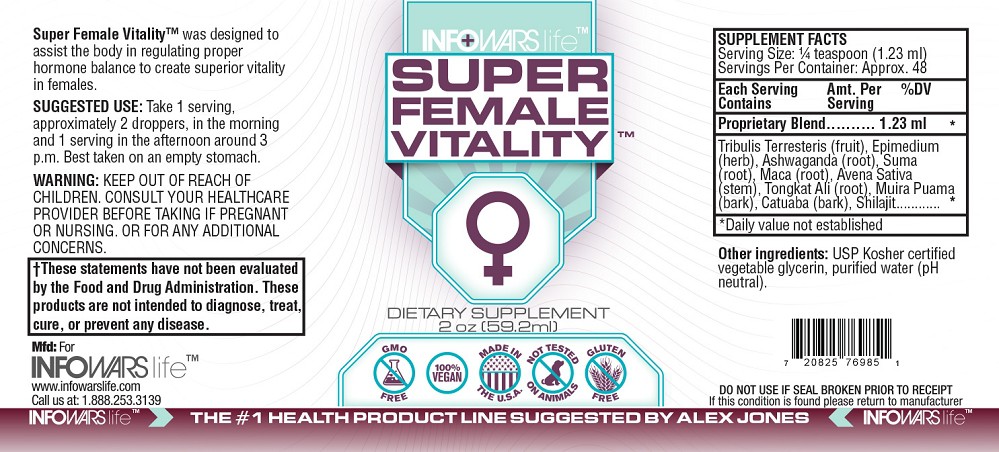 Super Female Vitality™ was designed to
assist the body in regulating proper
hormone balance to create superior vitality
in females.
SUGGESTED USE: Take 1 serving,
approximately 2 droppers, in the morning
and 1 serving in the afternoon around 3
p.m. Best taken on an empty stomach.
WARNING: KEEP OUT OF REACH OF
CHILDREN. CONSULT YOUR HEALTHCARE
PROVIDER BEFORE TAKING IF PREGNANT
OR NURSING. OR FOR ANY ADDITIONAL
CONCERNS.
†These statements have not been evaluated
by the Food and Drug Administration. These
products are not intended to diagnose, treat,
cure, or prevent any disease.
Mfd: For
INFOWARS life™
www.infowarslife.com
Call us at: 1.888.253.3139
INFOWARS life™
SUPER
FEMALE
VITALITY™
DIETARY SUPPLEMENT
2 oz (59.2ml)
GMO
FREE
100%
VEGAN
MADE IN
THE U.S.A.
NOT TESTED
ON ANIMALS
GLUTEN
FREE
SUPPLEMENT FACTS
Serving Size: ¼ teaspoon (1.23 ml)
Servings Per Container: Approx. 48
Each Serving Amt. Per %DV
Contains Serving
Proprietary Blend.......... 1.23 ml *
Tribulis Terresteris (fruit), Epimedium
(herb), Ashwaganda (root), Suma
(root), Maca (root), Avena Sativa
(stem), Tongkat Ali (root), Muira Puama
(bark), Catuaba (bark), Shilajit............ *
*Daily value not established
Other ingredients: USP Kosher certified
vegetable glycerin, purified water (pH
neutral).
7 20825 76985 1
DO NOT USE IF SEAL BROKEN PRIOR TO RECEIPT
If this condition is found please return to manufacturer
INFOWARS life™ THE #1 HEALTH PRODUCT LINE SUGGESTED BY ALEX JONES INFOWARS life™